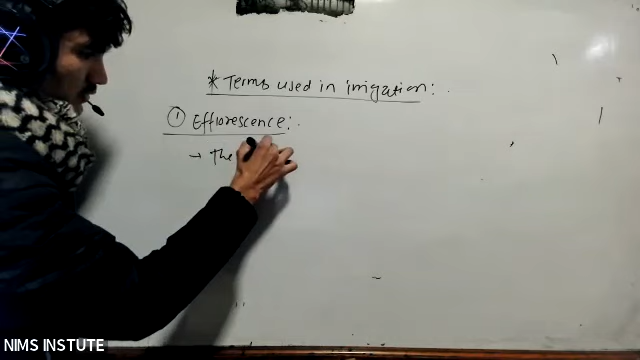 * Terms used in irrigation:
① Efflorescence:
→ The
NIMS INSTUTE